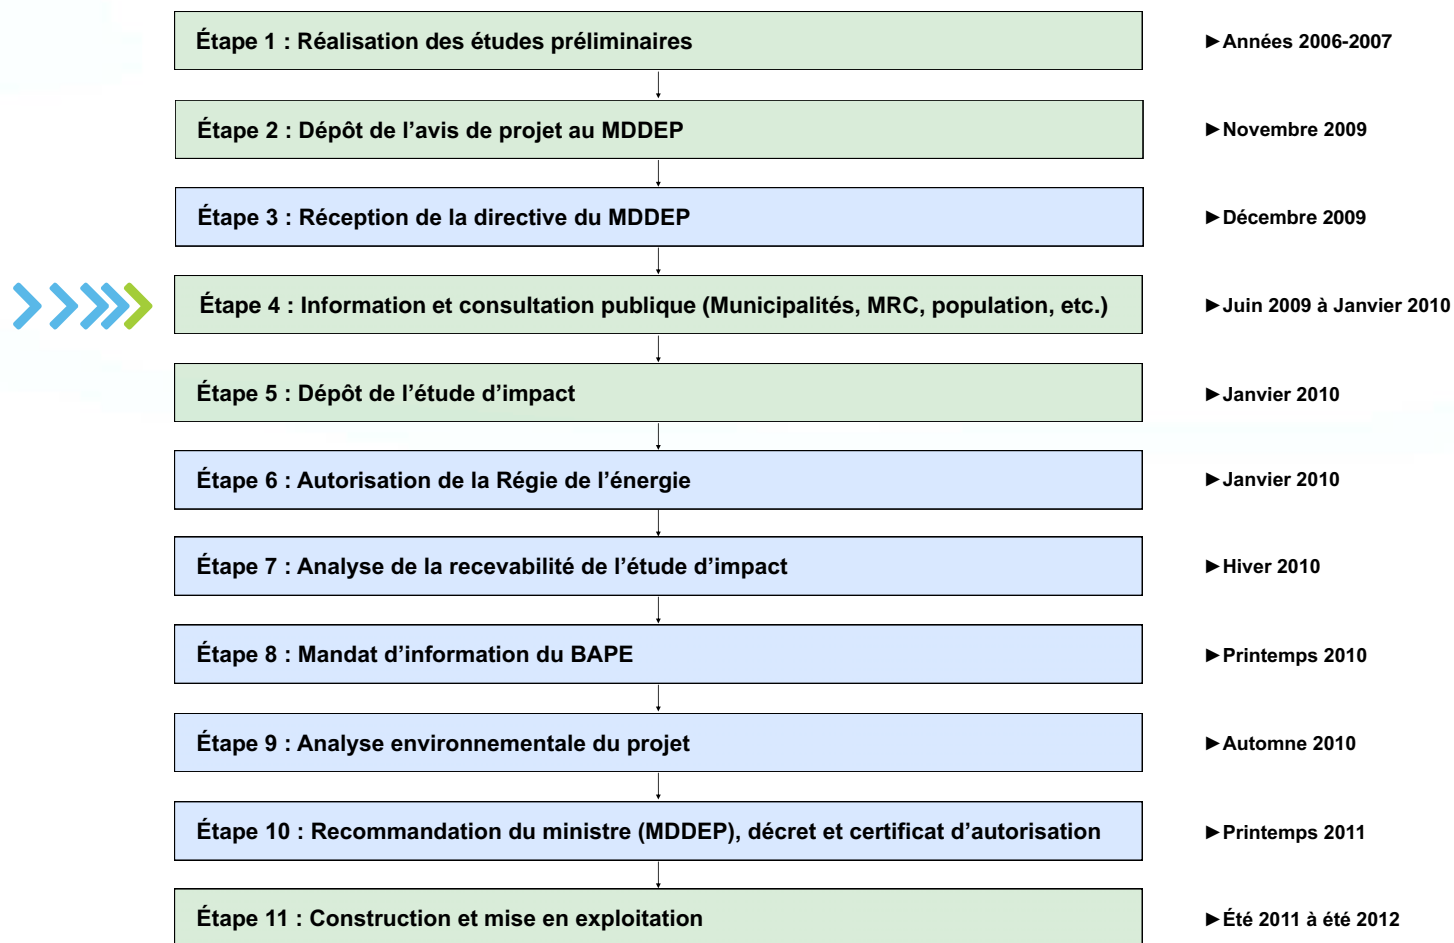 Étape 1 : Réalisation des études préliminaires
►Années 2006-2007
Étape 2 : Dépôt de l’avis de projet au MDDEP
►Novembre 2009
Étape 3 : Réception de la directive du MDDEP
►Décembre 2009
Étape 4 : Information et consultation publique (Municipalités, MRC, population, etc.)
►Juin 2009 à Janvier 2010
Étape 5 : Dépôt de l’étude d’impact
►Janvier 2010
Étape 6 : Autorisation de la Régie de l’énergie
►Janvier 2010
Étape 7 : Analyse de la recevabilité de l’étude d’impact
►Hiver 2010
Étape 8 : Mandat d’information du BAPE
►Printemps 2010
Étape 9 : Analyse environnementale du projet
►Automne 2010
Étape 10 : Recommandation du ministre (MDDEP), décret et certificat d’autorisation
►Printemps 2011
Étape 11 : Construction et mise en exploitation
►Été 2011 à été 2012